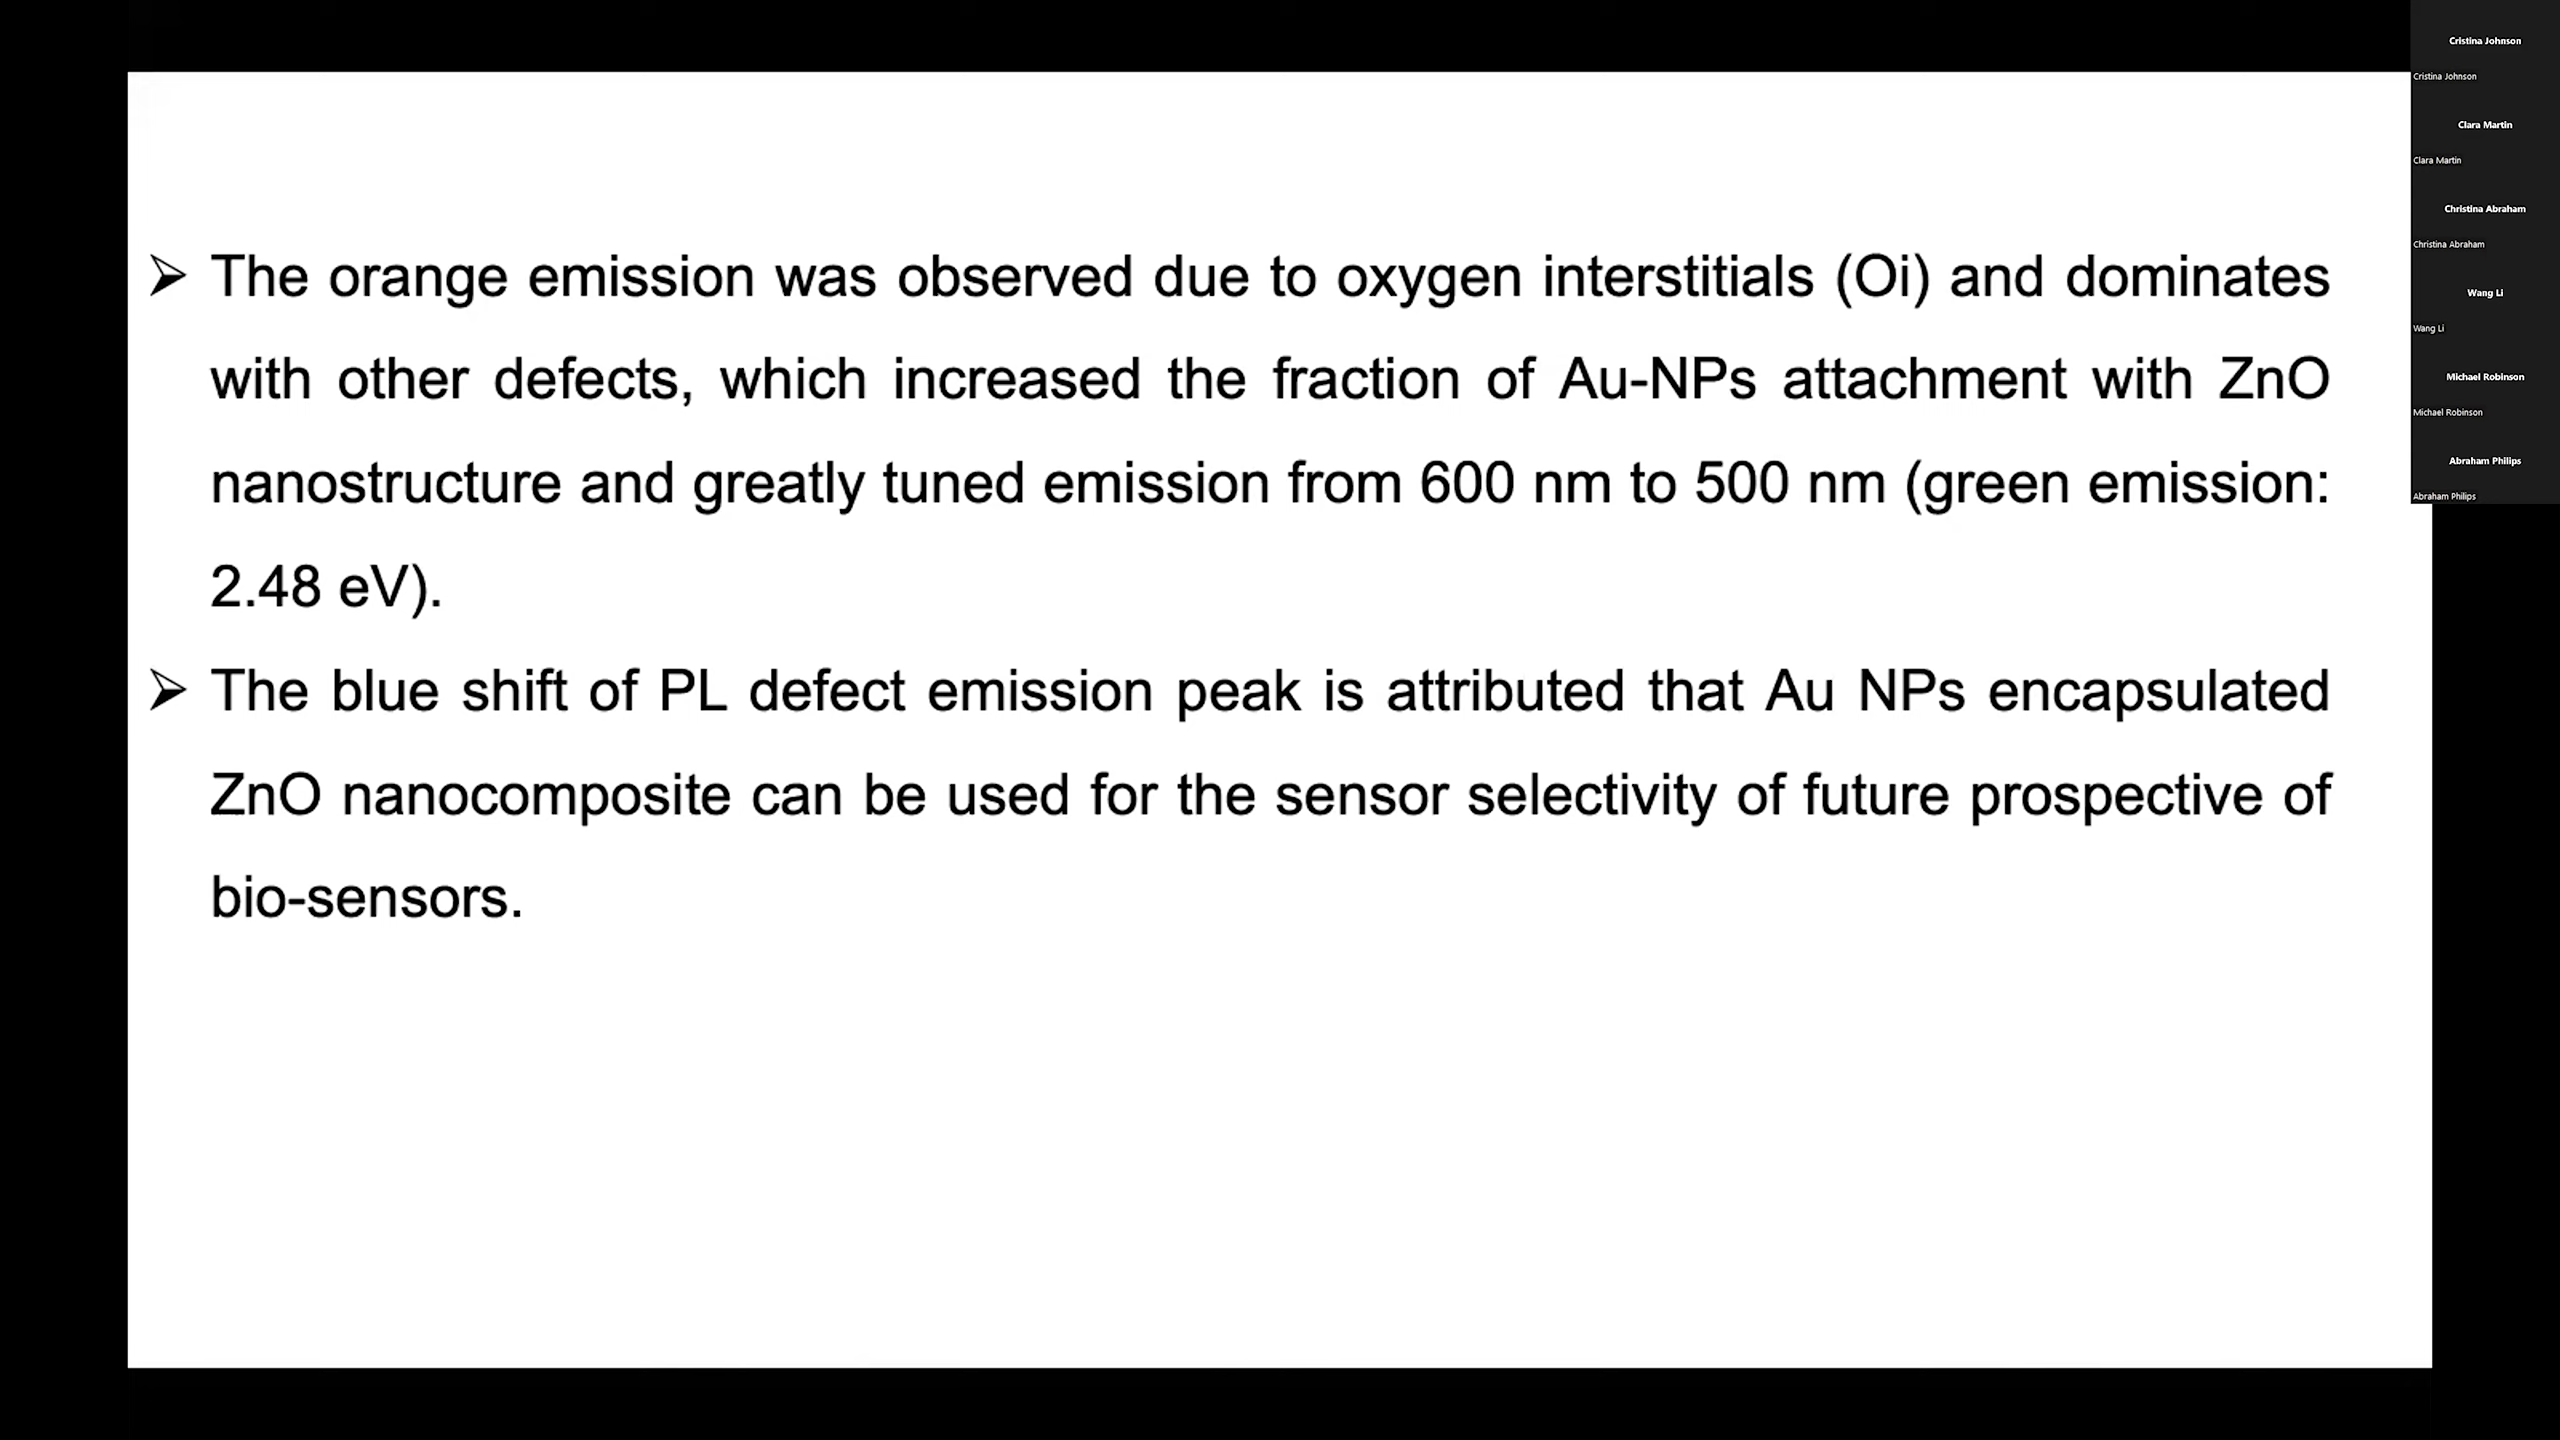 ➢ The orange emission was observed due to oxygen interstitials (Oi) and dominates
with other defects, which increased the fraction of Au-NPs attachment with ZnO
nanostructure and greatly tuned emission from 600 nm to 500 nm (green emission:
2.48 eV).
➢ The blue shift of PL defect emission peak is attributed that Au NPs encapsulated
ZnO nanocomposite can be used for the sensor selectivity of future prospective of
bio-sensors.
Cristina Johnson
Cristina Johnson
Clara Martin
Clara Martin
Christina Abraham
Christina Abraham
Wang Li
Wang Li
Michael Robinson
Michael Robinson
Abraham Philips
Abraham Philips